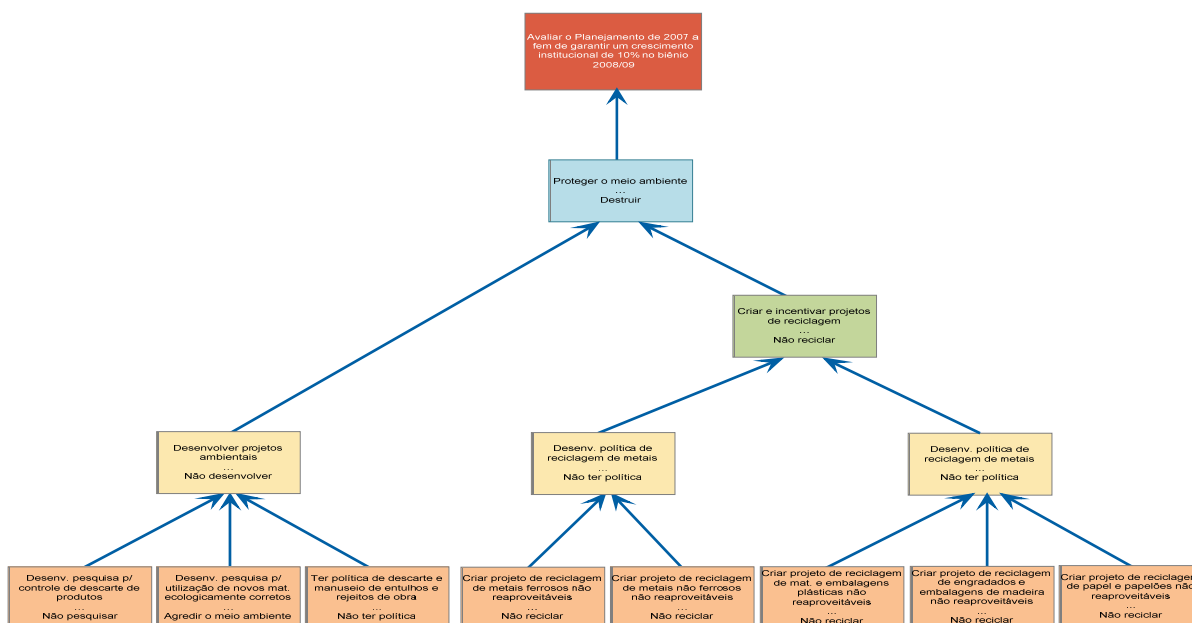 Avaliar o Planejamento de 2007 a
fem de garantir um crescimento
institucional de 10% no biênio
2008/09
Proteger o meio ambiente
...
Destruir
Criar e incentivar projetos
de reciclagem
...
Não reciclar
Desenvolver projetos
ambientais
...
Não desenvolver
Desenv. política de
reciclagem de metais
...
Não ter política
Desenv. política de
reciclagem de metais
...
Não ter política
Desenv. pesquisa p/
controle de descarte de
produtos
...
Não pesquisar
Desenv. pesquisa p/
utilização de novos mat.
ecologicamente corretos
...
Agredir o meio ambiente
Ter política de descarte e
manuseio de entulhos e
rejeitos de obra
...
Não ter política
Criar projeto de reciclagem
de metais ferrosos não
reaproveitáveis
...
Não reciclar
Criar projeto de reciclagem
de metais não ferrosos
não reaproveitáveis
...
Não reciclar
Criar projeto de reciclagem
de mat. e embalagens
plásticas não
reaproveitáveis
...
Não reciclar
Criar projeto de reciclagem
de engradados e
embalagens de madeira
não reaproveitáveis
...
Não reciclar
Criar projeto de reciclagem
de papel e papelões não
reaproveitáveis
...
Não reciclar